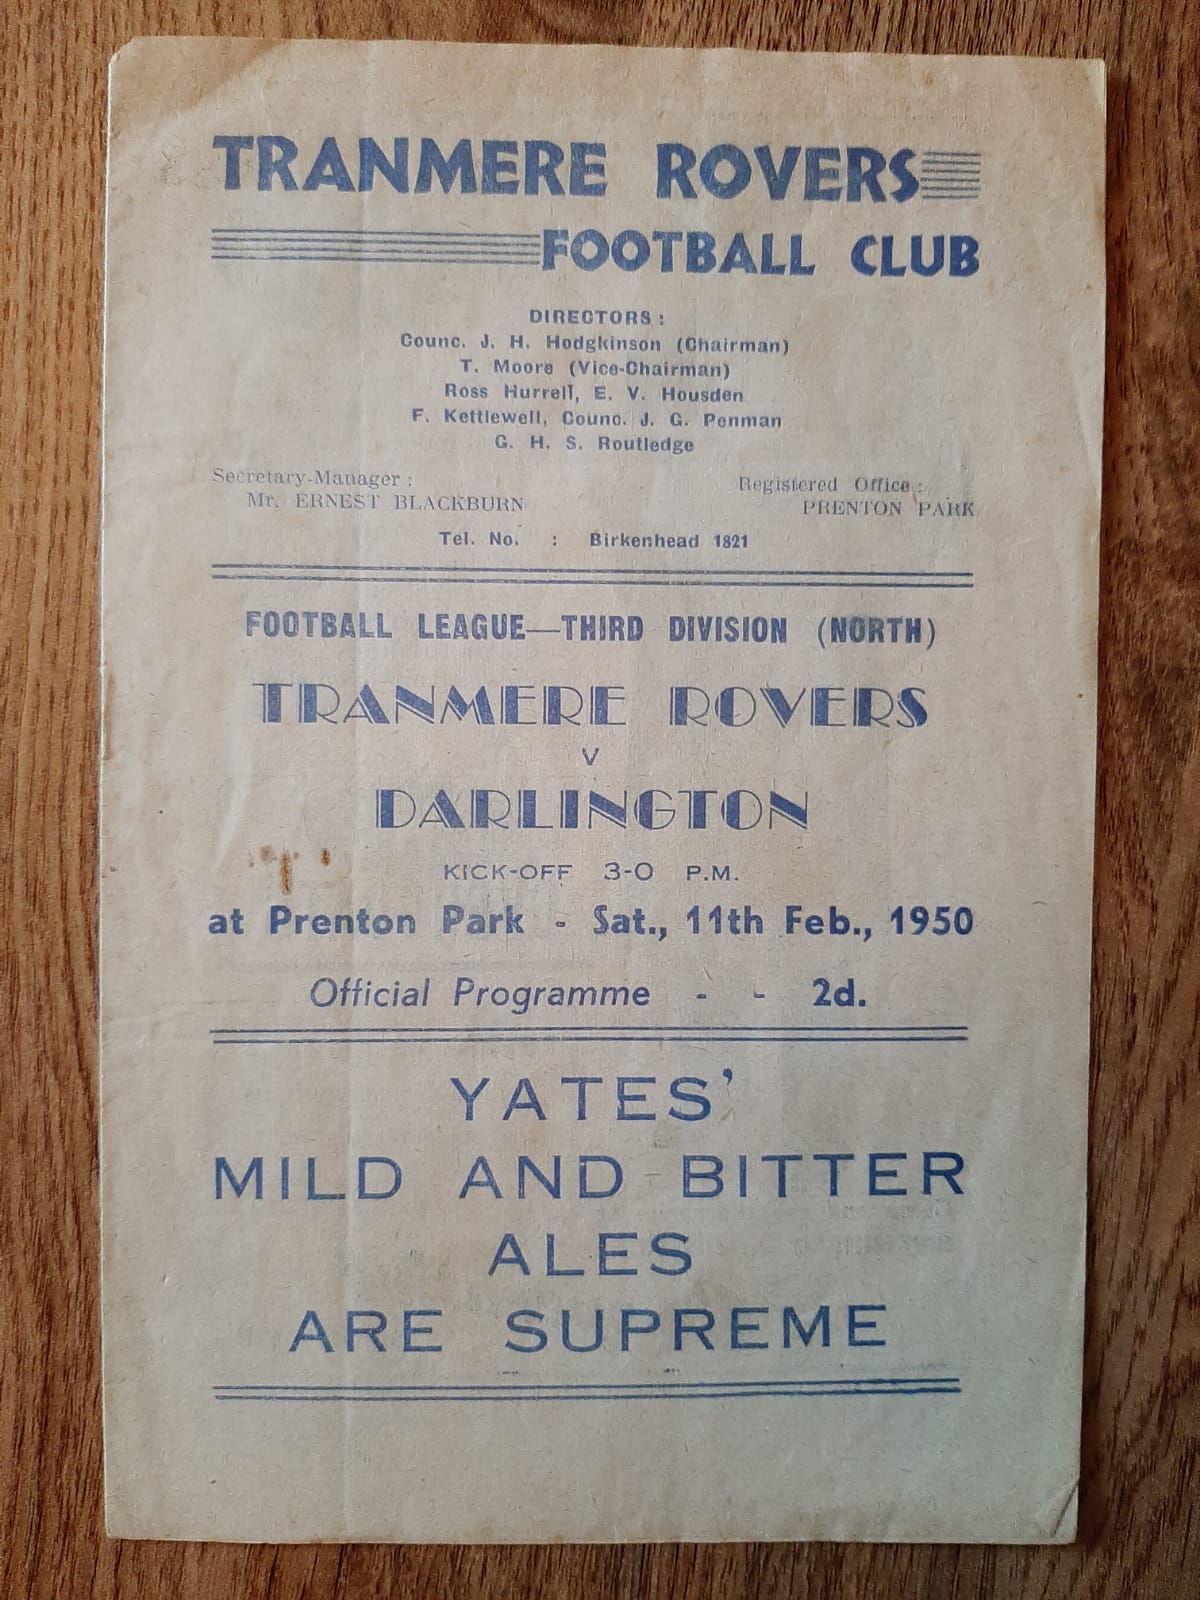 TRANMERE ROVERS
FOOTBALL CLUB
DIRECTORS :
Counc. J. H. Hodgkinson (Chairman)
T. Moore (Vice-Chairman)
Ross Hurrell, E. V. Housden
F. Kettlewell, Counc. J. G. Penman
G. H. S. Routledge
Secretary-Manager :
Mr. ERNEST BLACKBURN
Registered Office :
PRENTON PARK
Tel. No. : Birkenhead 1821
FOOTBALL LEAGUE—THIRD DIVISION (NORTH)
TRANMERE ROVERS
V
DARLINGTON
KICK-OFF 3-0 P.M.
at Prenton Park - Sat., 11th Feb., 1950
Official Programme - - 2d.
YATES'
MILD AND BITTER
ALES
ARE SUPREME